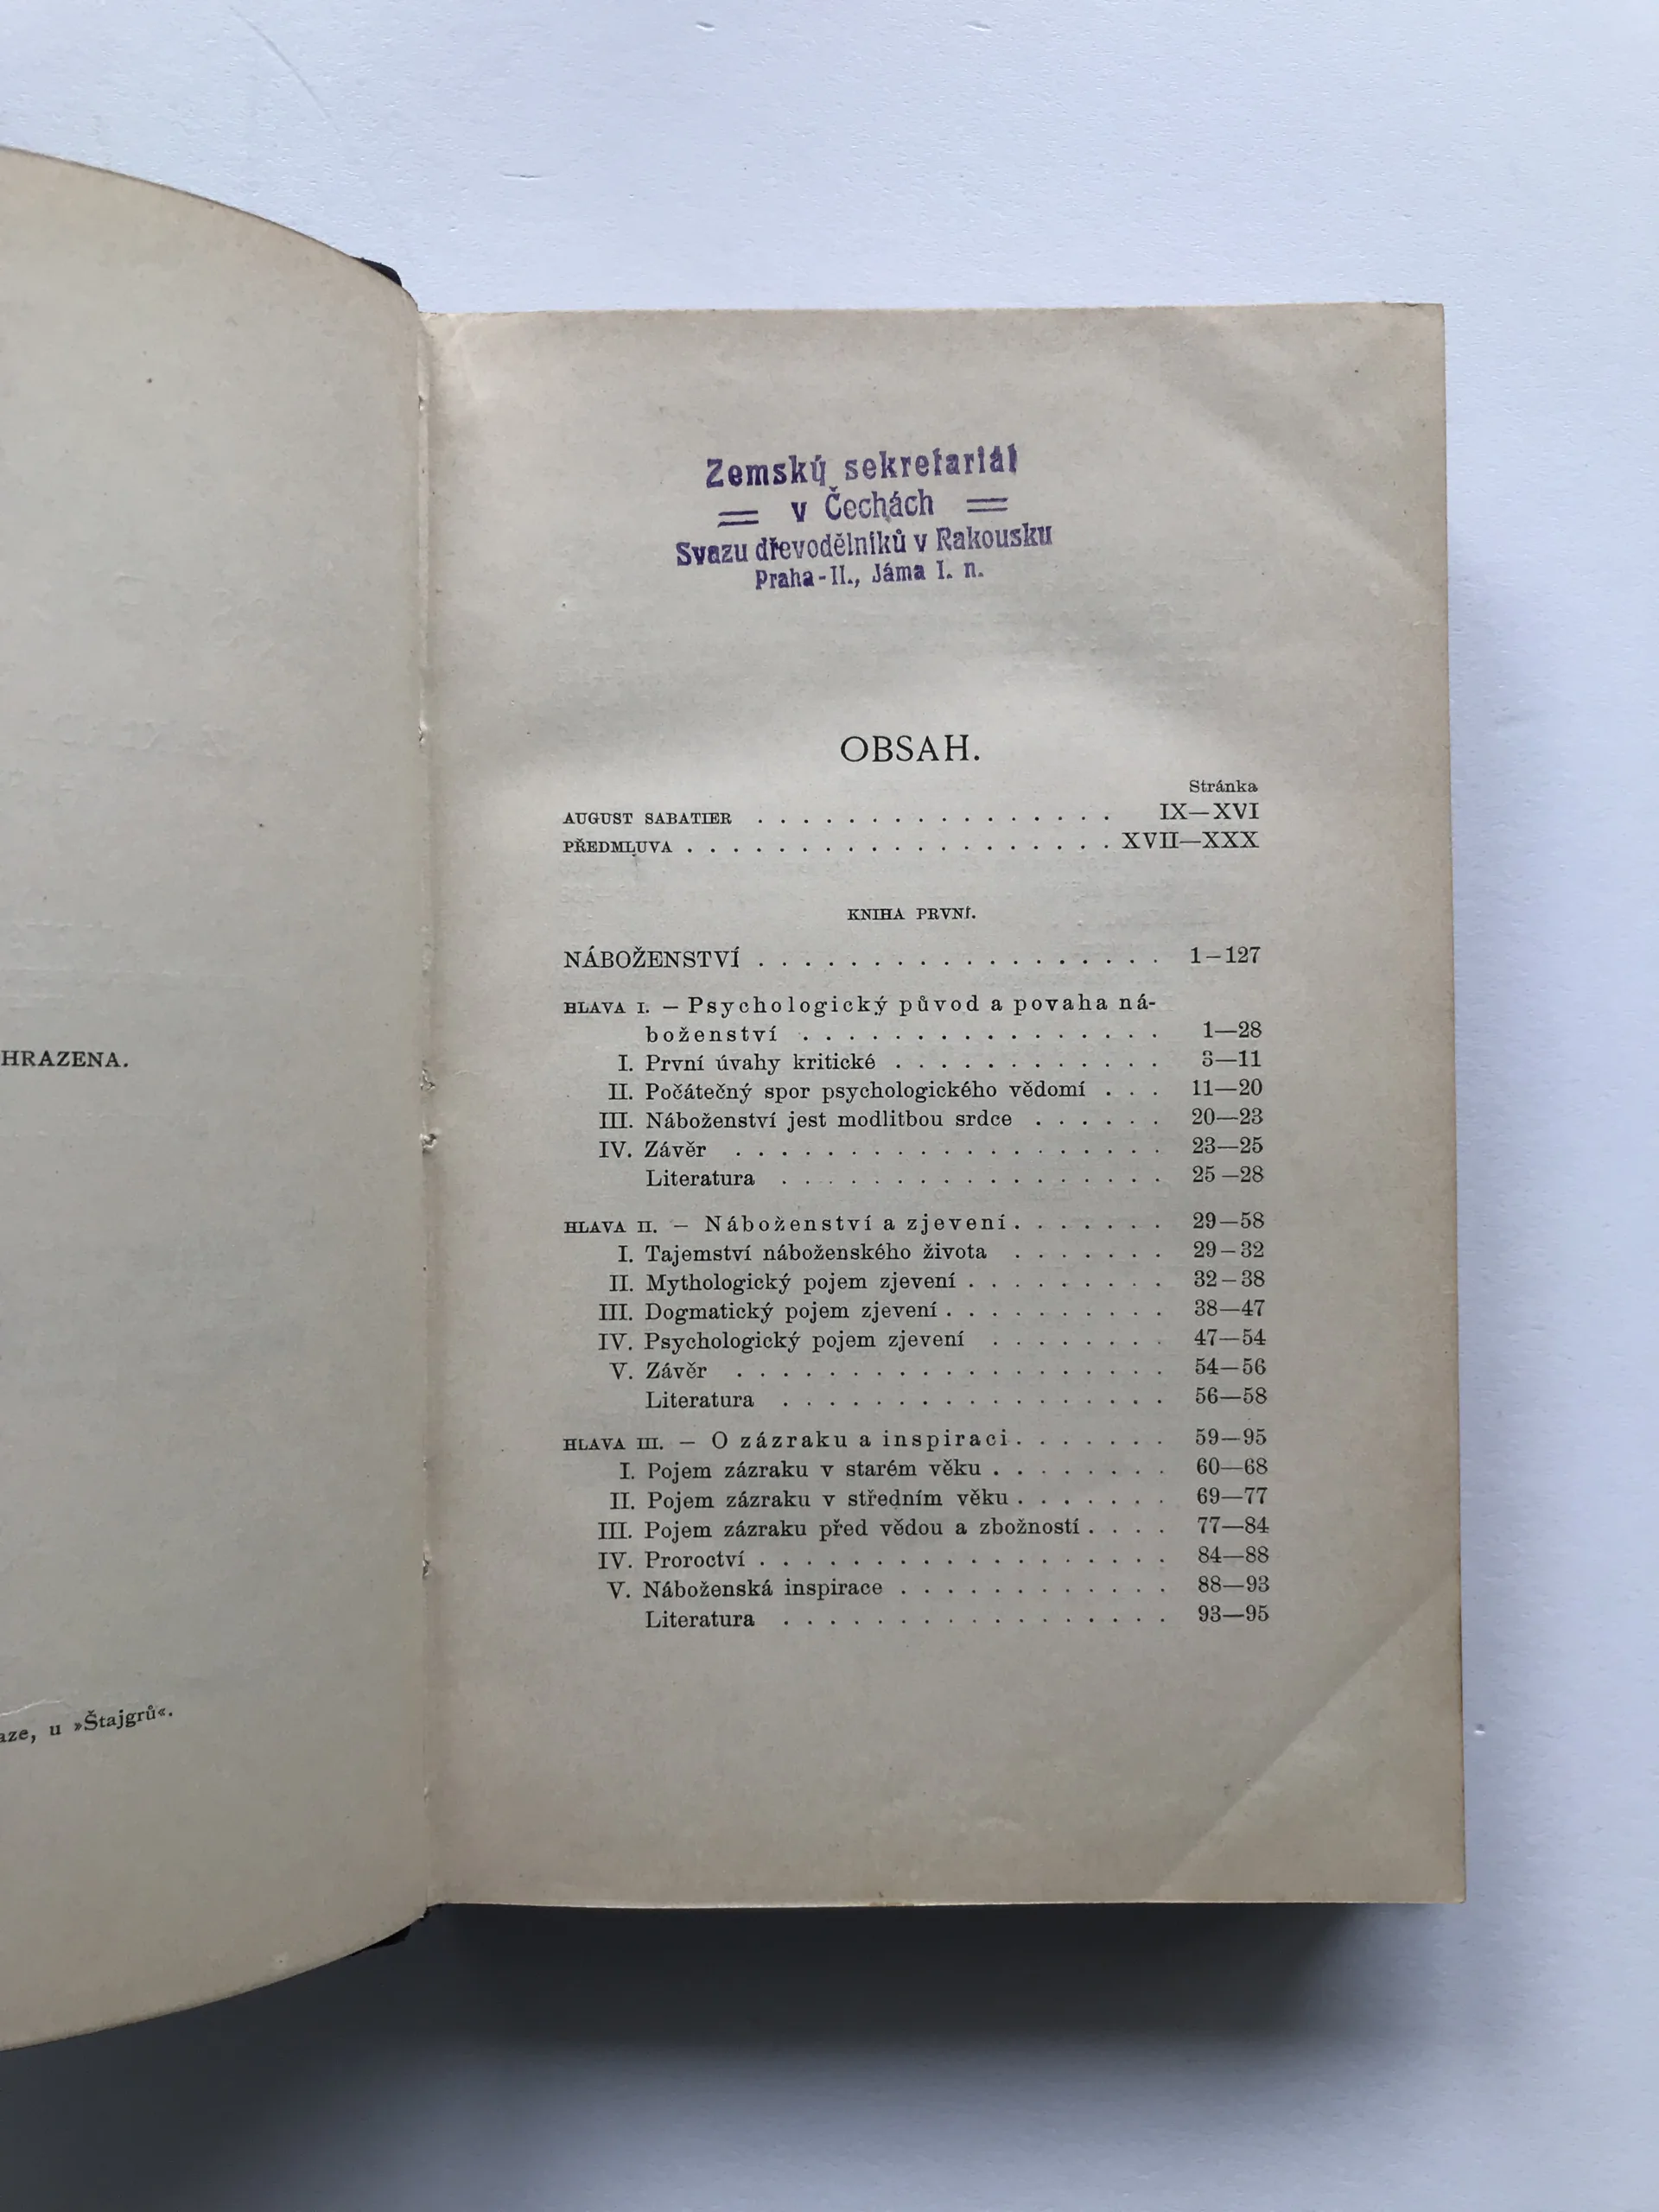 HRAZENA.
aze, u »Štajgrů«.
Zemský sekretariát
v Čechách
Svazu dřevodělníků v Rakousku
Praha-II., Jáma I. n.
OBSAH.
Stránka
AUGUST SABATIER . . . . . . . . . . . . . . . . IX—XVI
PŘEDMLUVA . . . . . . . . . . . . . . . . . . . XVII—XXX
KNIHA PRVNÍ.
NÁBOŽENSTVÍ . . . . . . . . . . . . . . . . . . 1–127
HLAVA I. — Psychologický původ a povaha ná-
boženství . . . . . . . . . . . . . . . . 1—28
I. První úvahy kritické . . . . . . . . . . . . 3—11
II. Počátečný spor psychologického vědomí . . . 11—20
III. Náboženství jest modlitbou srdce . . . . . . 20—23
IV. Závěr . . . . . . . . . . . . . . . . . . . 23—25
Literatura . . . . . . . . . . . . . . . . . 25—28
HLAVA II. — Náboženství a zjevení . . . . . . . 29—58
I. Tajemství náboženského života . . . . . . . 29—32
II. Mythologický pojem zjevení . . . . . . . . . 32—38
III. Dogmatický pojem zjevení . . . . . . . . . . 38—47
IV. Psychologický pojem zjevení . . . . . . . . 47—54
V. Závěr . . . . . . . . . . . . . . . . . . . 54—56
Literatura . . . . . . . . . . . . . . . . . 56—58
HLAVA III. — O zázraku a inspiraci . . . . . . . 59—95
I. Pojem zázraku v starém věku . . . . . . . . 60—68
II. Pojem zázraku v středním věku . . . . . . . 69—77
III. Pojem zázraku před vědou a zbožností . . . . 77—84
IV. Proroctví . . . . . . . . . . . . . . . . . . 84—88
V. Náboženská inspirace . . . . . . . . . . . . 88—93
Literatura . . . . . . . . . . . . . . . . . 93—95